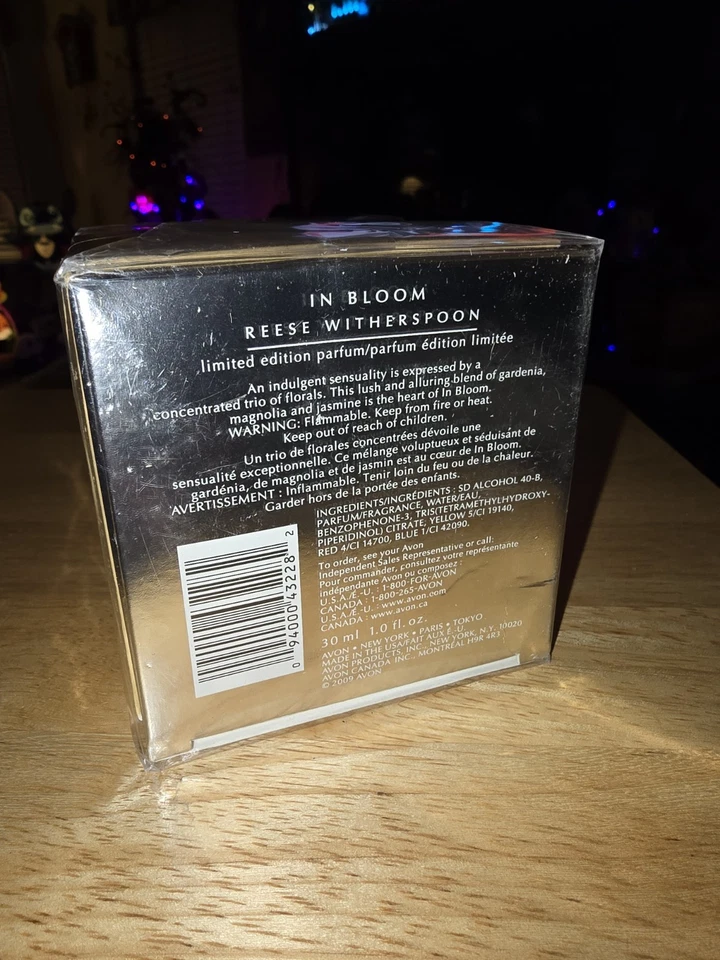 IN BLOOM
REESE WITHERSPOON
limited edition parfum/parfum édition limitée
An indulgent sensuality is expressed by a
concentrated trio of florals. This lush and alluring blend of gardenia,
magnolia and jasmine is the heart of In Bloom.
WARNING: Flammable. Keep from fire or heat.
Keep out of reach of children.
Un trio de florales concentrées dévoile une
sensualité exceptionnelle. Ce mélange voluptueux et séduisant de
gardénia, de magnolia et de jasmin est au cœur de In Bloom.
AVERTISSEMENT : Inflammable. Tenir loin du feu ou de la chaleur.
Garder hors de la portée des enfants.
INGREDIENTS/INGRÉDIENTS : SD ALCOHOL 40-B,
PARFUM/FRAGRANCE, WATER/EAU,
BENZOPHENONE-3, TRIS(TETRAMETHYLHYDROXY-
PIPERIDINOL) CITRATE, YELLOW 5/CI 19140,
RED 4/CI 14700, BLUE 1/CI 42090.
To order, see your Avon
Independent Sales Representative or call:
Pour commander, consultez votre représentante
indépendante Avon ou composez :
U.S.A./É.-U. : 1-800-FOR-AVON
CANADA : 1-800-265-AVON
U.S.A./É.-U. : www.avon.com
CANADA : www.avon.ca
30 ml 1.0 fl. oz.
AVON • NEW YORK • PARIS • TOKYO
MADE IN THE USA/FAIT AUX É.-U.
AVON PRODUCTS, INC., NEW YORK, N.Y. 10020
AVON CANADA INC., MONTRÉAL H9R 4R3
© 2009 AVON
0 94000 43228 2